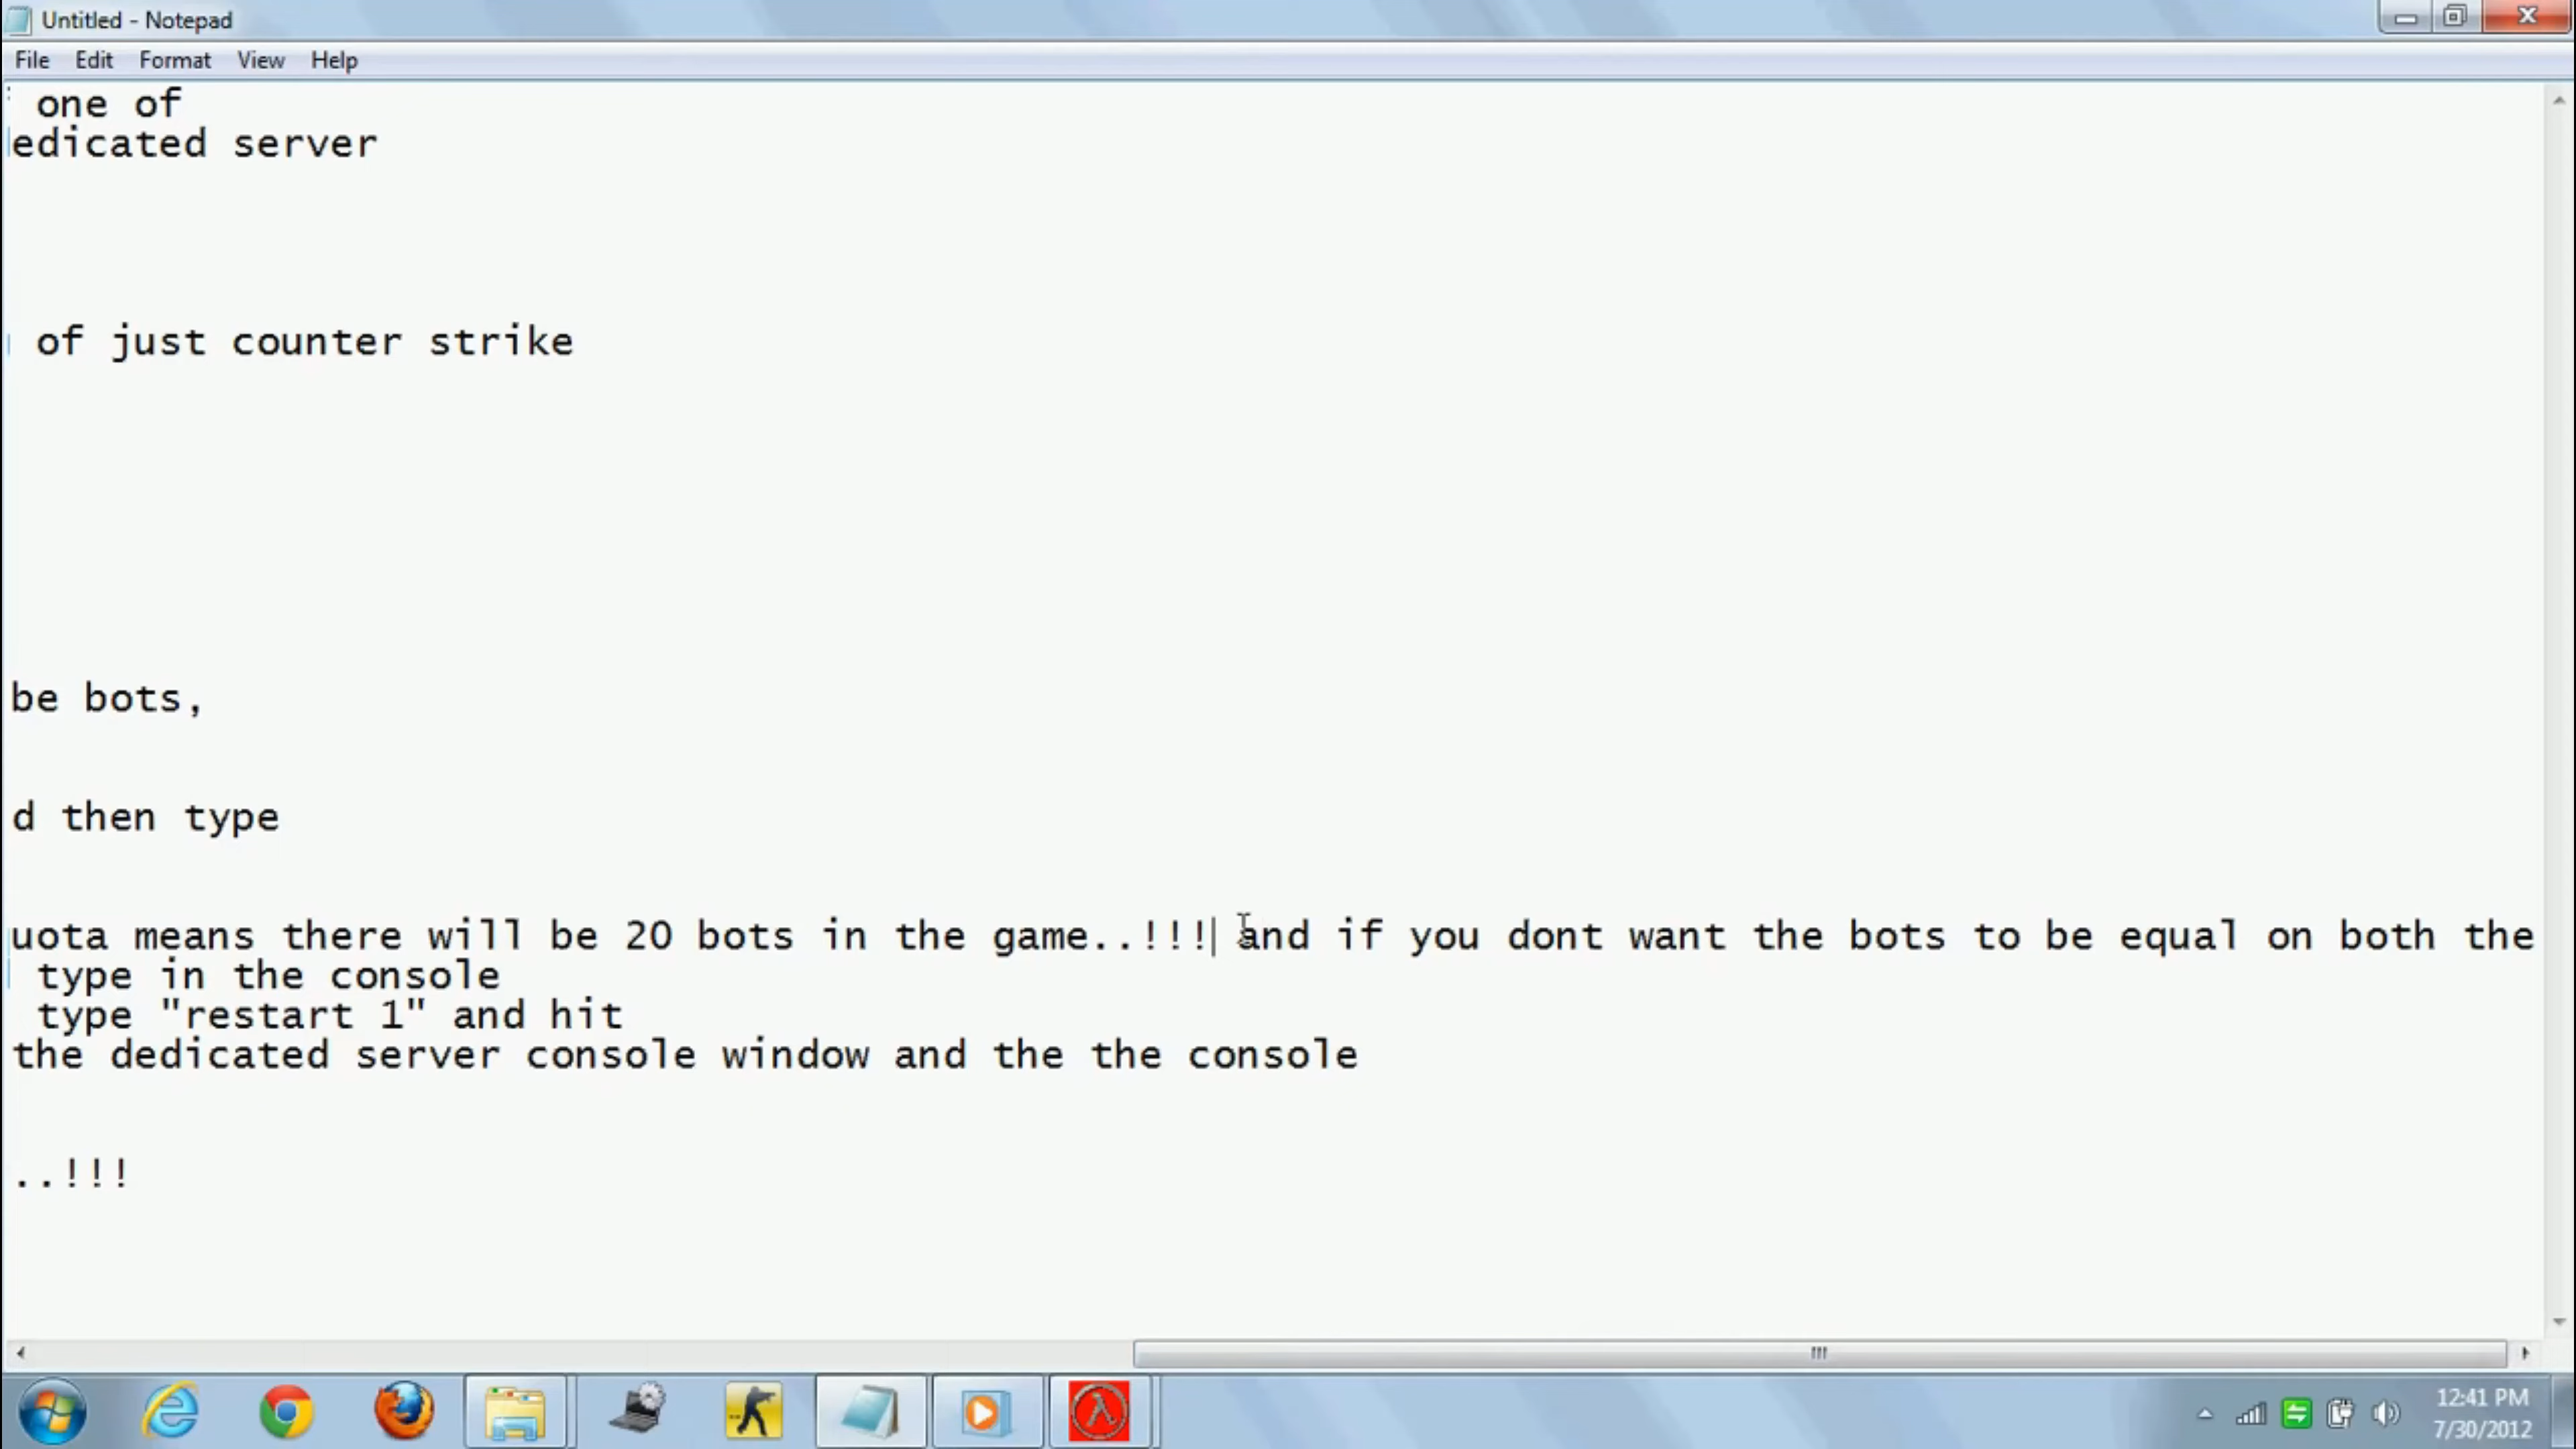 Untitled - Notepad
File Edit Format View Help
one of
edicated server
of just counter strike
be bots,
d then type
uota means there will be 20 bots in the game..!!! and if you dont want the bots to be equal on both the
type in the console
type "restart 1" and hit
the dedicated server console window and the the console
..!!!
12:41 PM
7/30/2012